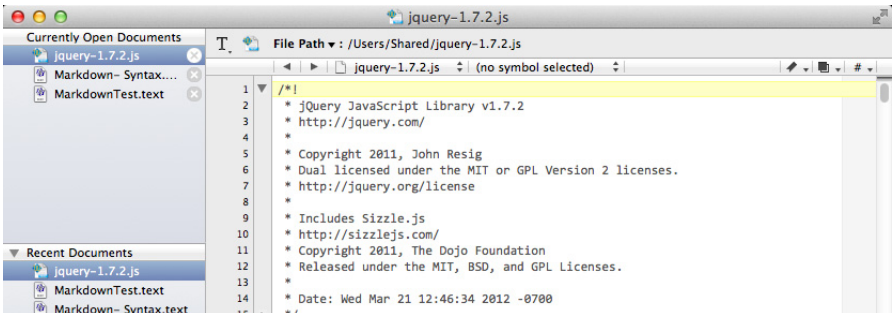 jquery-1.7.2.js
Currently Open Documents
jquery-1.7.2.js
Markdown- Syntax....
MarkdownTest.text
Recent Documents
jquery-1.7.2.js
MarkdownTest.text
Markdown- Syntax.text
T.
File Path ▾ : /Users/Shared/jquery-1.7.2.js
jquery-1.7.2.js (no symbol selected) #
1 /*!
2 * jQuery JavaScript Library v1.7.2
3 * http://jquery.com/
4 *
5 * Copyright 2011, John Resig
6 * Dual licensed under the MIT or GPL Version 2 licenses.
7 * http://jquery.org/license
8 *
9 * Includes Sizzle.js
10 * http://sizzlejs.com/
11 * Copyright 2011, The Dojo Foundation
12 * Released under the MIT, BSD, and GPL Licenses.
13 *
14 * Date: Wed Mar 21 12:46:34 2012 -0700
15 */